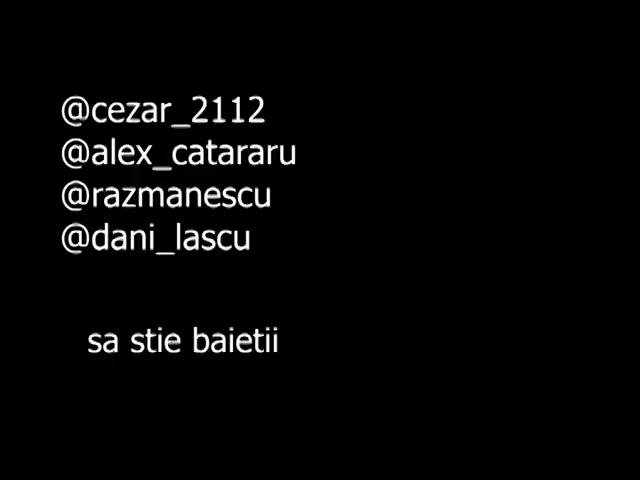 @cezar_2112
@alex_catararu
@razmanescu
@dani_lascu
sa stie baietii